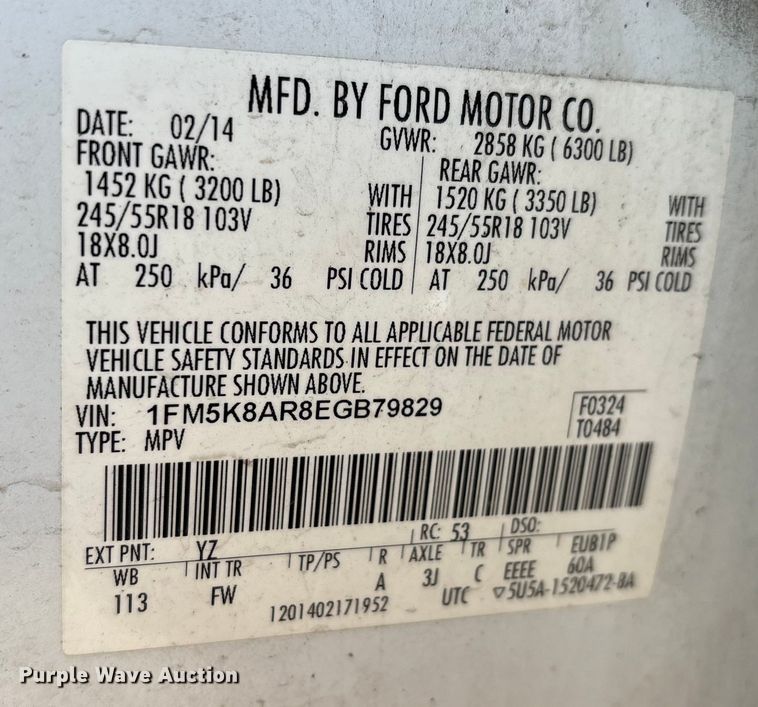 MFD. BY FORD MOTOR CO.
DATE: 02/14 GVWR: 2858 KG ( 6300 LB)
FRONT GAWR: REAR GAWR:
1452 KG ( 3200 LB) WITH 1520 KG ( 3350 LB) WITH
245/55R18 103V TIRES 245/55R18 103V TIRES
18X8.0J RIMS 18X8.0J RIMS
AT 250 kPa/ 36 PSI COLD AT 250 kPa/ 36 PSI COLD
THIS VEHICLE CONFORMS TO ALL APPLICABLE FEDERAL MOTOR
VEHICLE SAFETY STANDARDS IN EFFECT ON THE DATE OF
MANUFACTURE SHOWN ABOVE.
VIN: 1FM5K8AR8EGB79829 F0324
TYPE: MPV T0484
EXT PNT: YZ RC: 53 DSO:
WB INT TR TP/PS R AXLE TR SPR EUB1P
113 FW A 3J C EEEE 60A
1201402171952 UTC ▽5U5A-1520472-BA
Purple Wave Auction